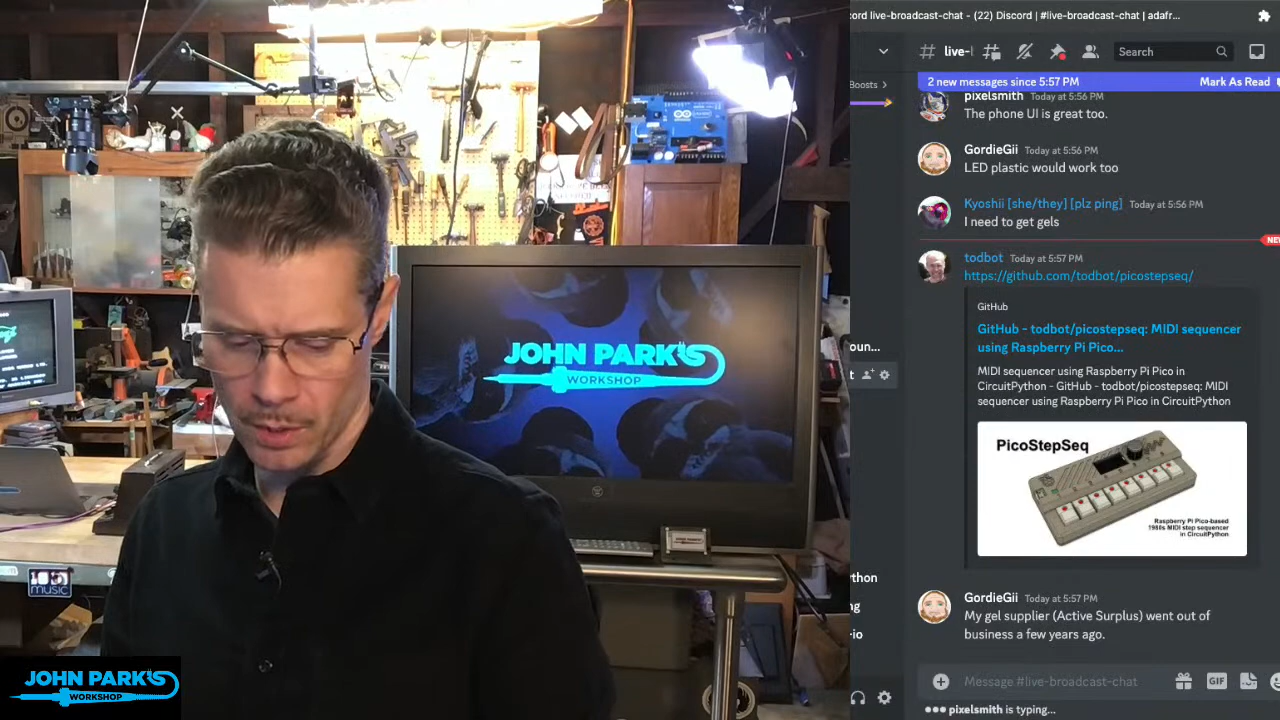 cord live-broadcast-chat - (22) Discord | #live-broadcast-chat | adafr...
live-
Search
Boosts
2 new messages since 5:57 PM
Mark As Read
pixelsmith Today at 5:56 PM
The phone UI is great too.
GordieGii Today at 5:56 PM
LED plastic would work too
Kyoshii [she/they] [plz ping] Today at 5:56 PM
I need to get gels
NEW
todbot Today at 5:57 PM
https://github.com/todbot/picostepseq/
GitHub
GitHub - todbot/picostepseq: MIDI sequencer
using Raspberry Pi Pico...
MIDI sequencer using Raspberry Pi Pico in
CircuitPython - GitHub - todbot/picostepseq: MIDI
sequencer using Raspberry Pi Pico in CircuitPython
PicoStepSeq
Raspberry Pi Pico-based
1980s MIDI step sequencer
in CircuitPython
GordieGii Today at 5:57 PM
My gel supplier (Active Surplus) went out of
business a few years ago.
Message #live-broadcast-chat
GIF
pixelsmith is typing...
oun...
t
ython
ng
-io
JOHN PARK'S
WORKSHOP
music
JOHN PARK'S
WORKSHOP